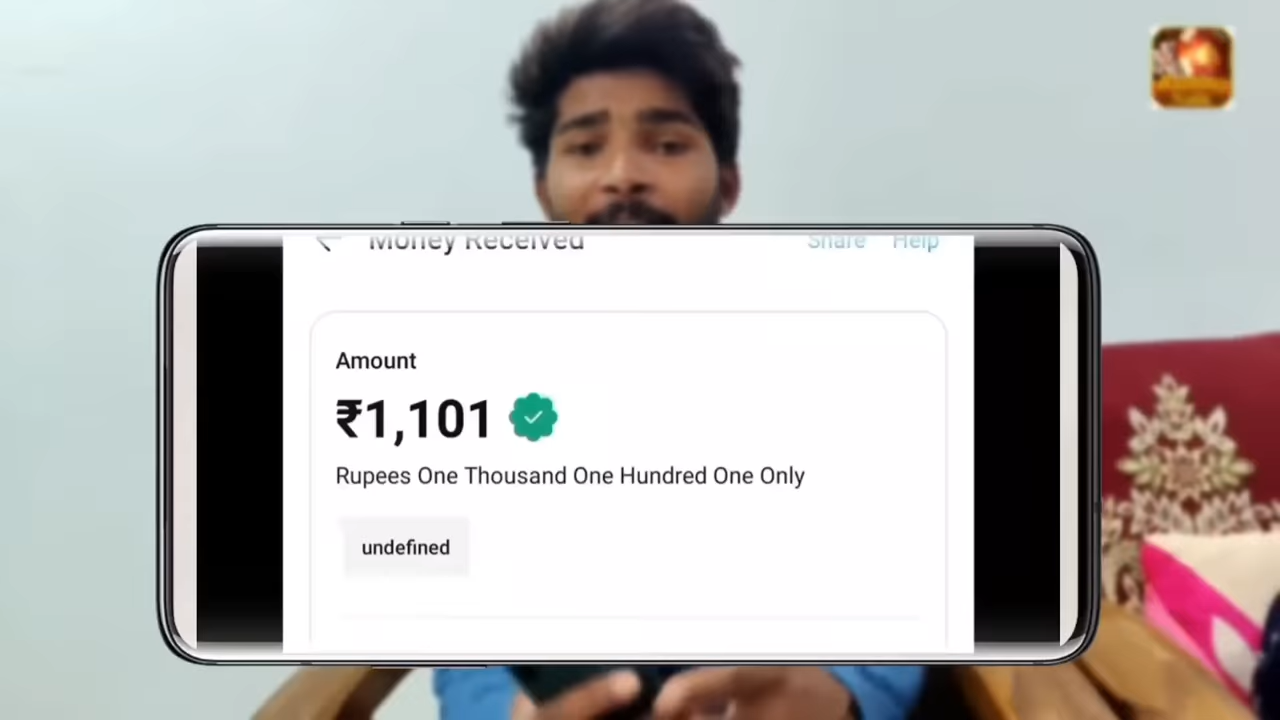 Money Received
Share Help
Amount
₹1,101
Rupees One Thousand One Hundred One Only
undefined